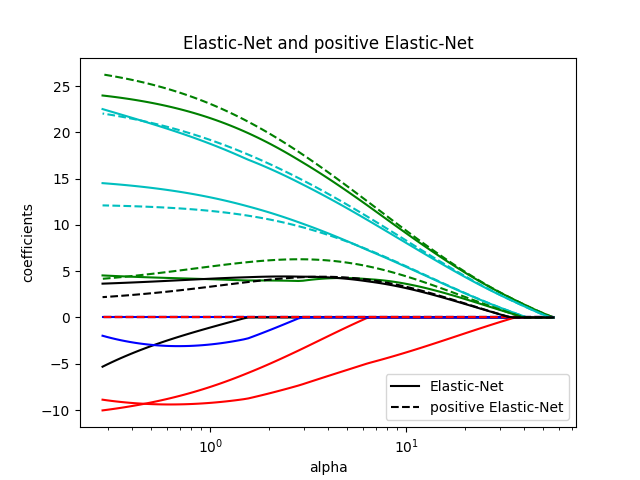 Elastic-Net and positive Elastic-Net
coefficients
25
20
15
10
5
0
−5
−10
10⁰
10¹
alpha
Elastic-Net
positive Elastic-Net